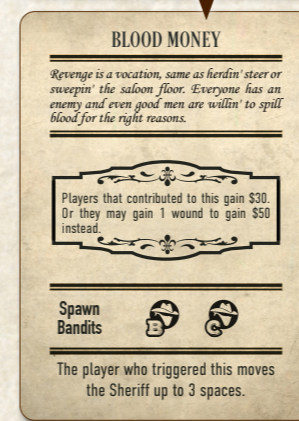 BLOOD MONEY
Revenge is a vocation, same as herdin' steer or
sweepin' the saloon floor. Everyone has an
enemy and even good men are willin' to spill
blood for the right reasons.
Players that contributed to this gain $30.
Or they may gain 1 wound to gain $50
instead.
Spawn
Bandits
B
C
The player who triggered this moves
the Sheriff up to 3 spaces.